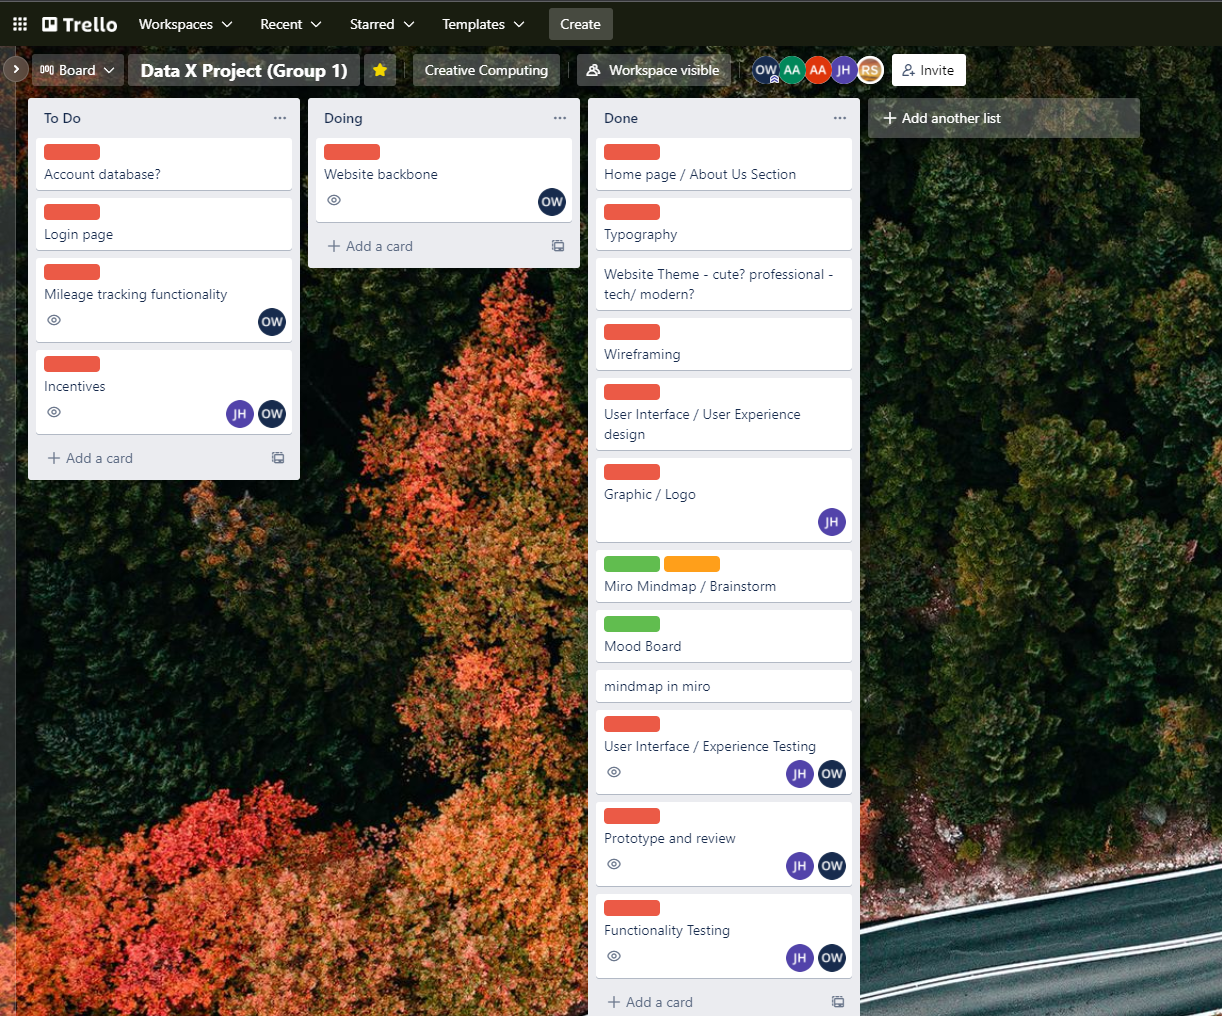 Trello
Workspaces
Recent
Starred
Templates
Create
Board
Data X Project (Group 1)
Creative Computing
Workspace visible
OW
AA
AA
JH
RS
Invite
To Do
Account database?
Login page
Mileage tracking functionality
OW
Incentives
JH
OW
+ Add a card
Doing
Website backbone
OW
+ Add a card
Done
Home page / About Us Section
Typography
Website Theme - cute? professional -
tech/ modern?
Wireframing
User Interface / User Experience
design
Graphic / Logo
JH
Miro Mindmap / Brainstorm
Mood Board
mindmap in miro
User Interface / Experience Testing
JH
OW
Prototype and review
JH
OW
Functionality Testing
JH
OW
+ Add a card
+ Add another list